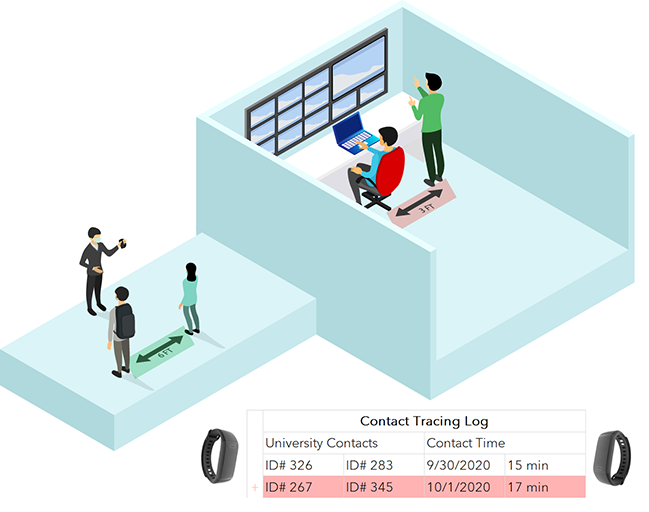 3 FT
6 FT
Contact Tracing Log
University Contacts Contact Time
ID# 326 ID# 283 9/30/2020 15 min
+ ID# 267 ID# 345 10/1/2020 17 min